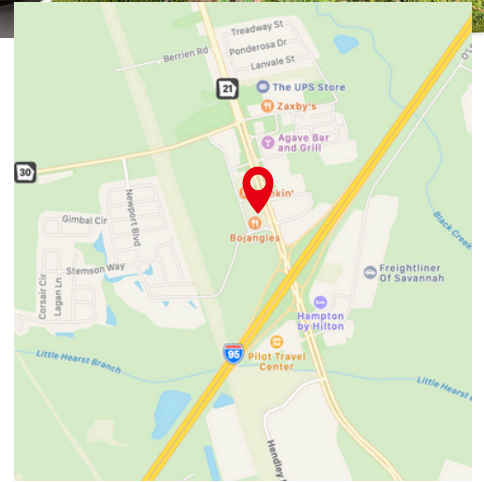 Treadway St
Berrien Rd
Ponderosa Dr
Lanvale St
21
The UPS Store
Zaxby's
Agave Bar
and Grill
30
Newport Blvd
kin'
Gimbal Cir
Bojangles
Black Creek
Stemson Way
Corsair Cir
Lagan Ln
Freightliner
Of Savannah
Hampton
by Hilton
95
Little Hearst Branch
Pilot Travel
Center
Little Hearst
Hendley